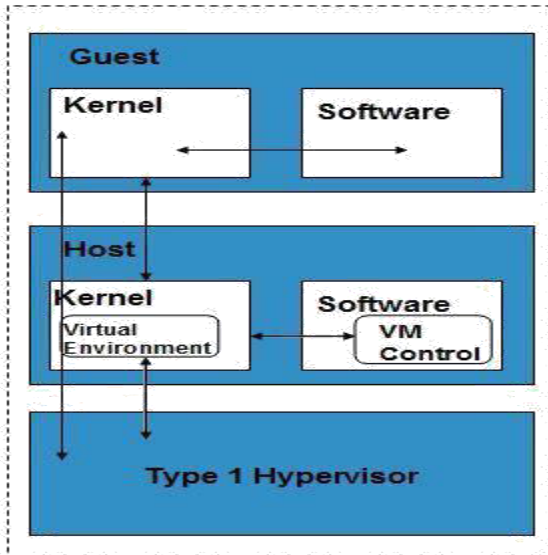 Guest
Kernel
Software
Host
Kernel
Software
Virtual
Environment
VM
Control
Type 1 Hypervisor